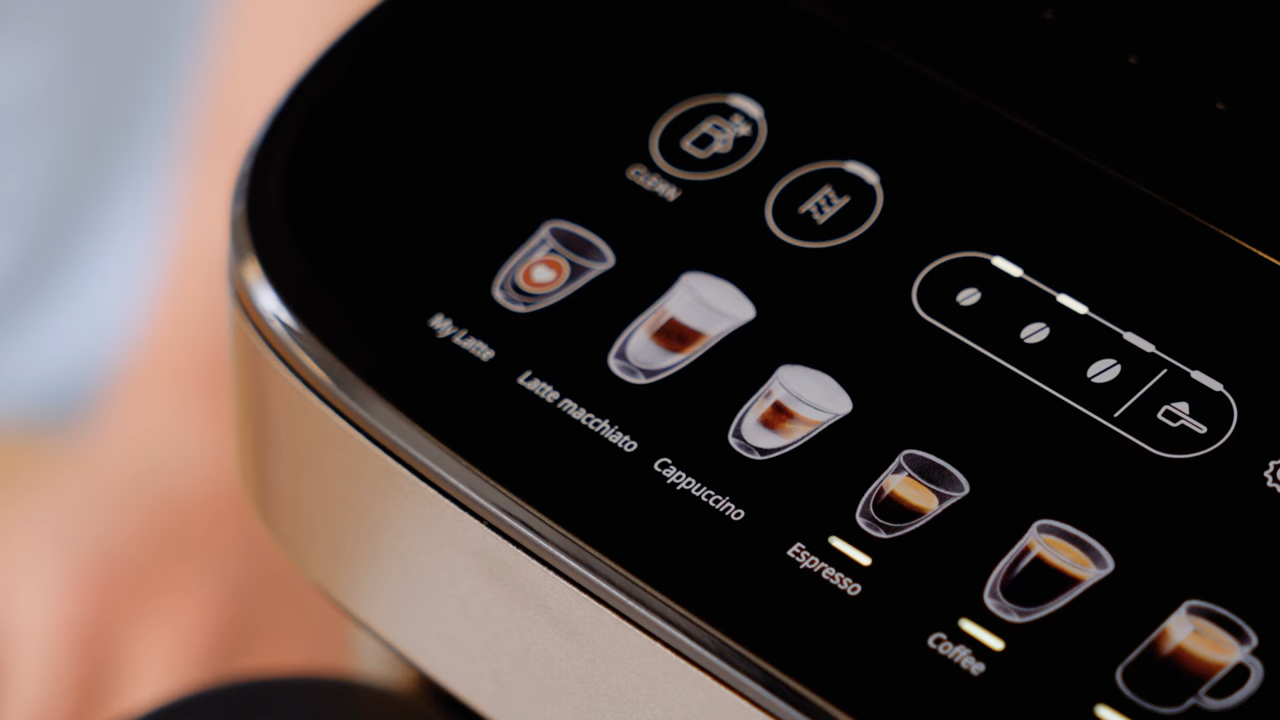 CLEAN
My Latte
Latte macchiato
Cappuccino
Espresso
Coffee